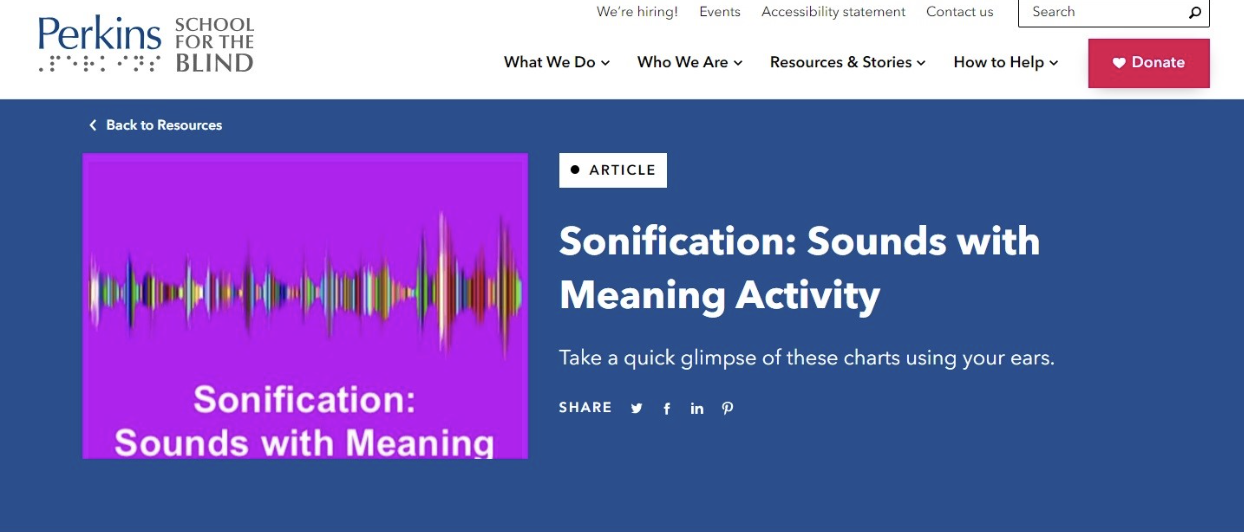 We're hiring!
Events
Accessibility statement
Contact us
Search
Perkins
SCHOOL
FOR THE
BLIND
⠠⠏⠑⠗⠅⠊⠝⠎
What We Do
Who We Are
Resources & Stories
How to Help
Donate
Back to Resources
Sonification:
Sounds with Meaning
ARTICLE
Sonification: Sounds with
Meaning Activity
Take a quick glimpse of these charts using your ears.
SHARE